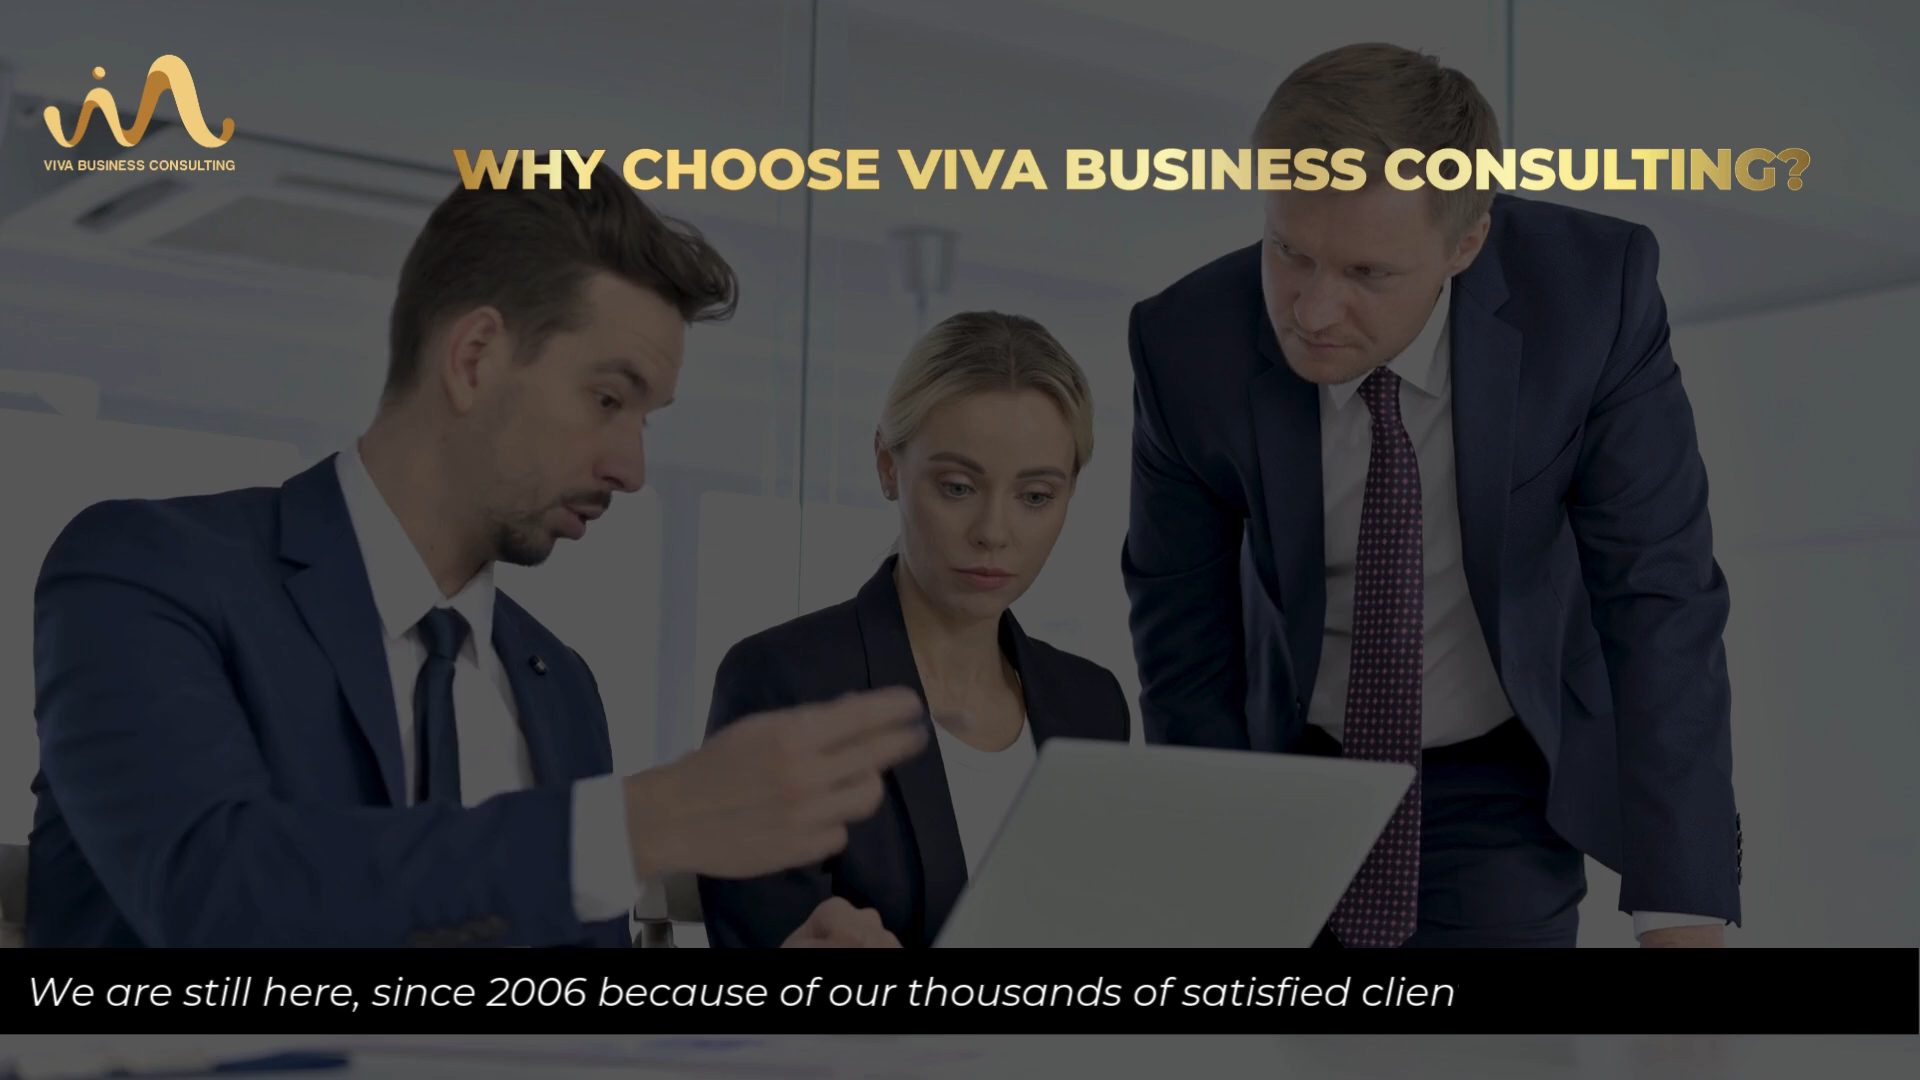 VIVA BUSINESS CONSULTING
WHY CHOOSE VIVA BUSINESS CONSULTING?
We are still here, since 2006 because of our thousands of satisfied clien